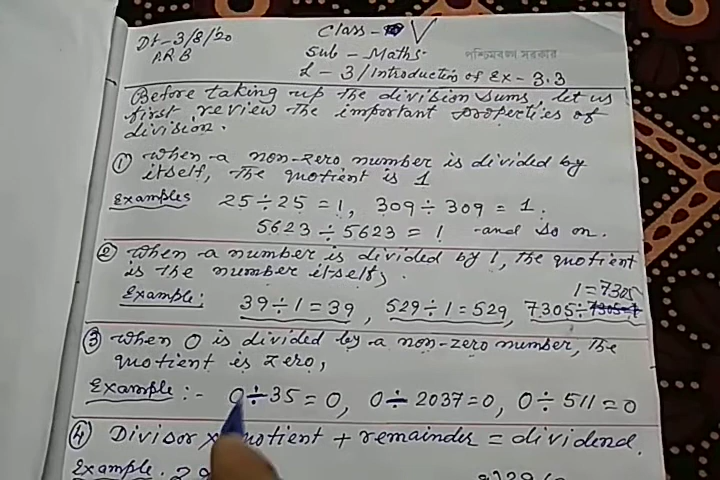 Dt-3/8/20
ARB
Class - V
Sub - Maths
পশ্চিমবঙ্গ সরকার
L - 3 / Introduction of Ex - 3.3
Before taking up the division sums, let us
first review the important properties of
division.
① When a non-zero number is divided by
itself, the quotient is 1
Examples 25 ÷ 25 = 1, 309 ÷ 309 = 1,
5623 ÷ 5623 = 1 and so on.
② When a number is divided by 1, the quotient
is the number itself,
1 = 7305
Example: 39 ÷ 1 = 39, 529 ÷ 1 = 529, 7305 ÷
③ When 0 is divided by a non-zero number, the
quotient is zero,
Example :- 0 ÷ 35 = 0, 0 ÷ 2037 = 0, 0 ÷ 511 = 0
④ Divisor x quotient + remainder = dividend.
Example.